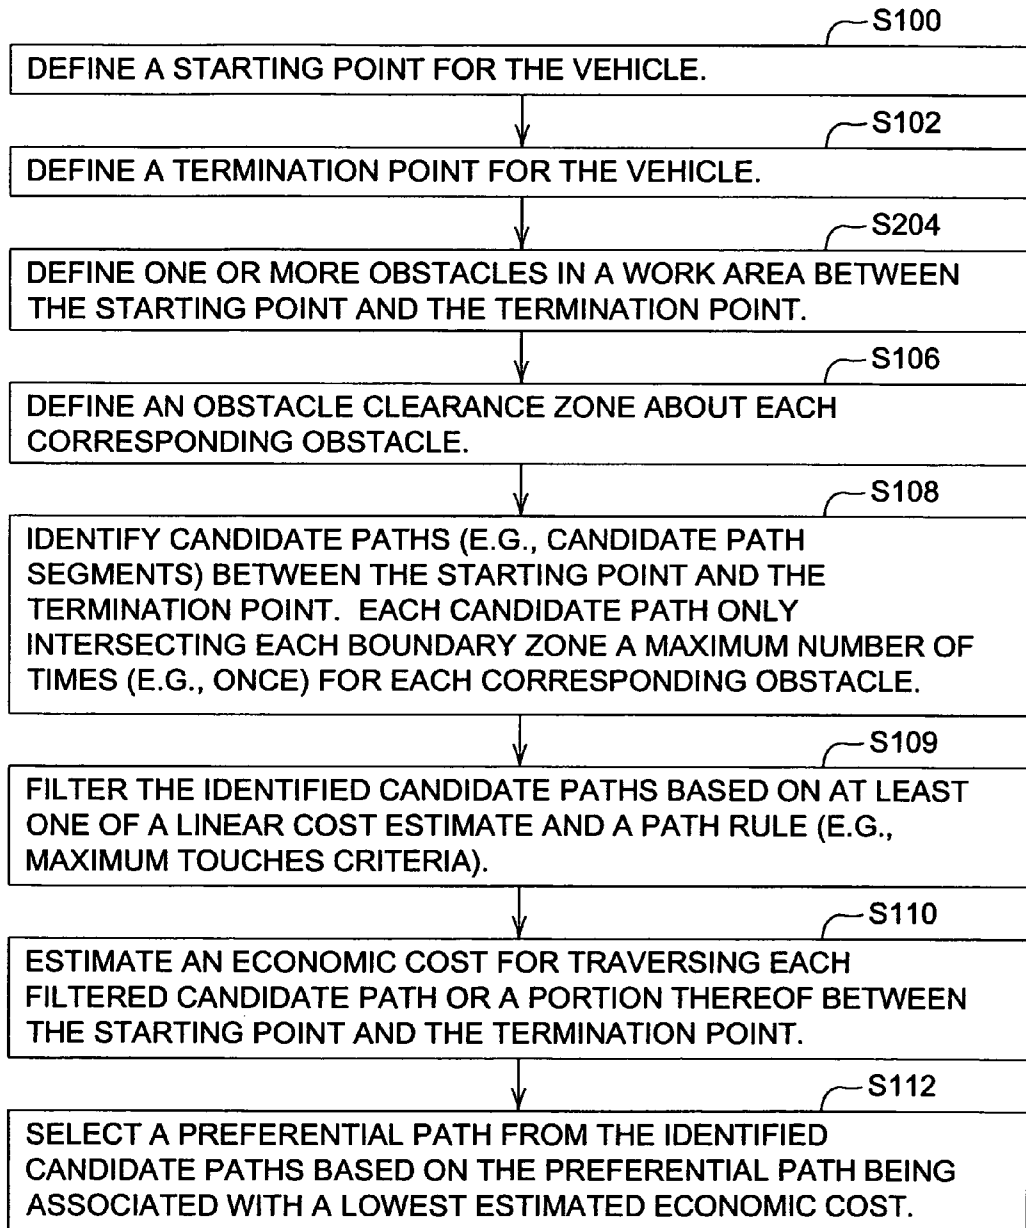 S100
DEFINE A STARTING POINT FOR THE VEHICLE.
S102
DEFINE A TERMINATION POINT FOR THE VEHICLE.
S204
DEFINE ONE OR MORE OBSTACLES IN A WORK AREA BETWEEN
THE STARTING POINT AND THE TERMINATION POINT.
S106
DEFINE AN OBSTACLE CLEARANCE ZONE ABOUT EACH
CORRESPONDING OBSTACLE.
S108
IDENTIFY CANDIDATE PATHS (E.G., CANDIDATE PATH
SEGMENTS) BETWEEN THE STARTING POINT AND THE
TERMINATION POINT. EACH CANDIDATE PATH ONLY
INTERSECTING EACH BOUNDARY ZONE A MAXIMUM NUMBER OF
TIMES (E.G., ONCE) FOR EACH CORRESPONDING OBSTACLE.
S109
FILTER THE IDENTIFIED CANDIDATE PATHS BASED ON AT LEAST
ONE OF A LINEAR COST ESTIMATE AND A PATH RULE (E.G.,
MAXIMUM TOUCHES CRITERIA).
S110
ESTIMATE AN ECONOMIC COST FOR TRAVERSING EACH
FILTERED CANDIDATE PATH OR A PORTION THEREOF BETWEEN
THE STARTING POINT AND THE TERMINATION POINT.
S112
SELECT A PREFERENTIAL PATH FROM THE IDENTIFIED
CANDIDATE PATHS BASED ON THE PREFERENTIAL PATH BEING
ASSOCIATED WITH A LOWEST ESTIMATED ECONOMIC COST.